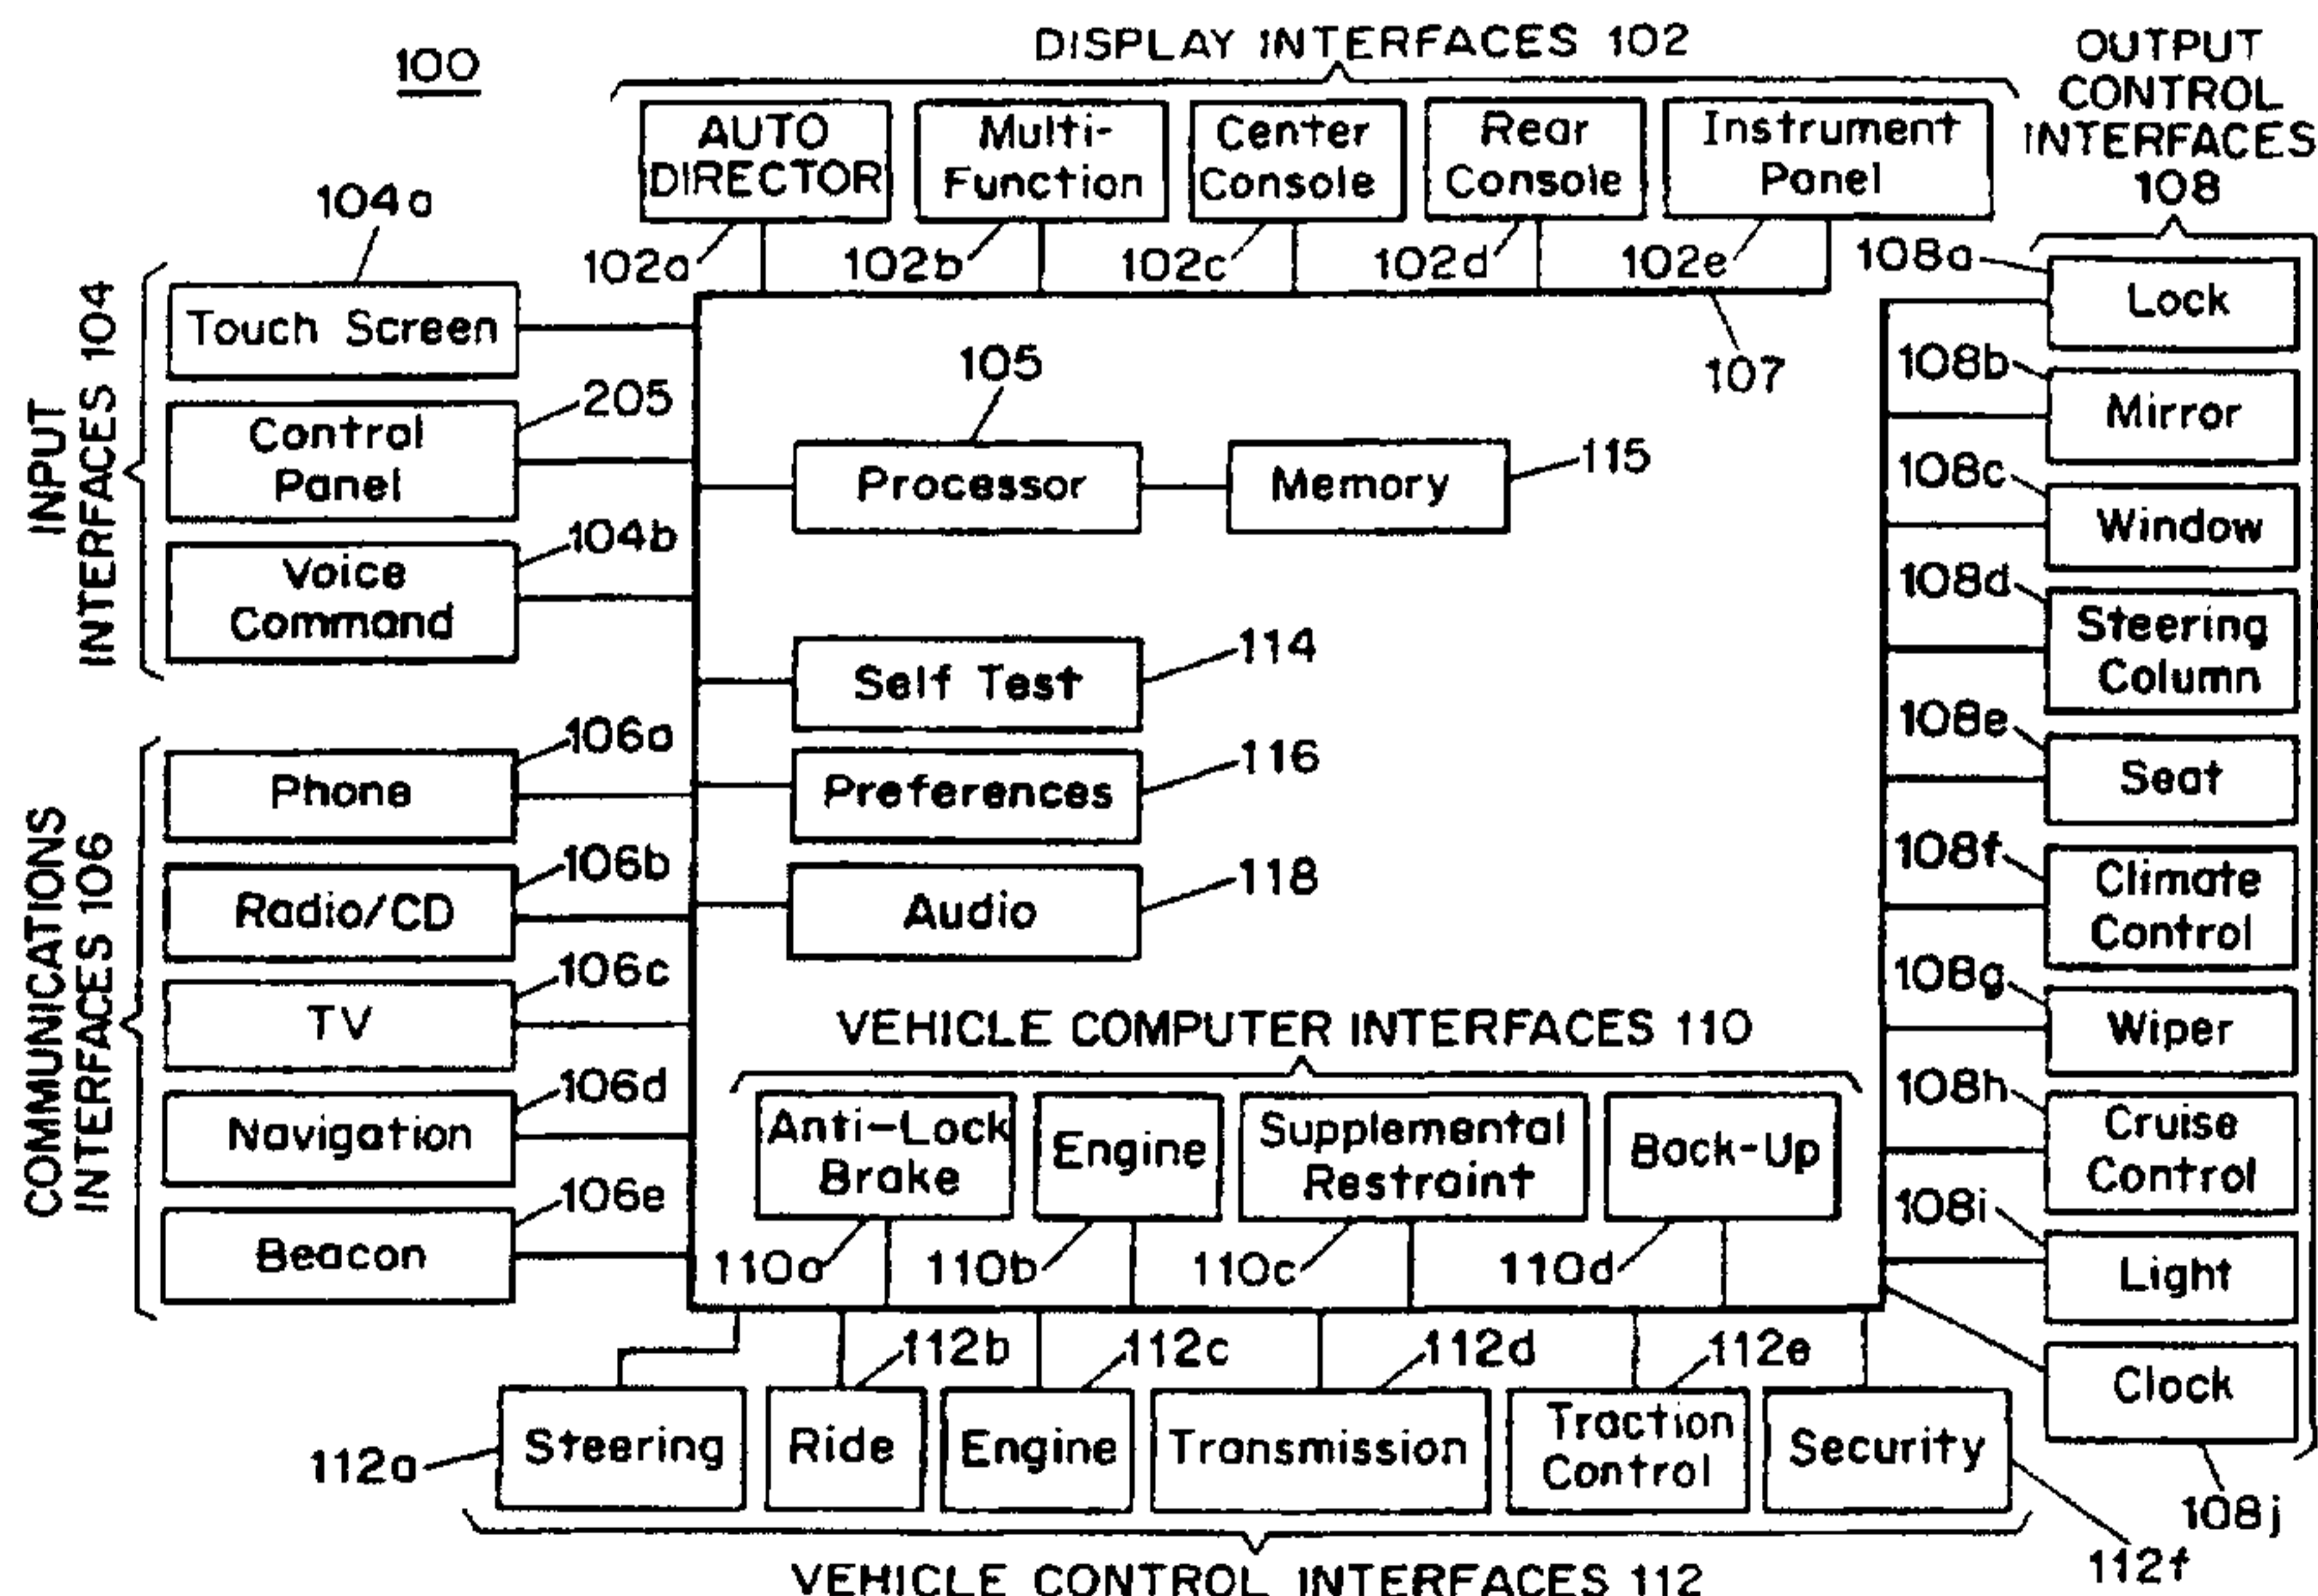 100
DISPLAY INTERFACES 102
OUTPUT
CONTROL
INTERFACES
108
AUTO
DIRECTOR
Multi-
Function
Center
Console
Rear
Console
Instrument
Panel
102a
102b
102c
102d
102e
107
INPUT
INTERFACES 104
104a
Touch Screen
205
Control
Panel
104b
Voice
Command
105
Processor
Memory
115
Self Test
114
Preferences
116
Audio
118
COMMUNICATIONS
INTERFACES 106
106a
Phone
106b
Radio/CD
106c
TV
106d
Navigation
106e
Beacon
108a
Lock
108b
Mirror
108c
Window
108d
Steering
Column
108e
Seat
108f
Climate
Control
108g
Wiper
108h
Cruise
Control
108i
Light
Clock
108j
VEHICLE COMPUTER INTERFACES 110
Anti-Lock
Brake
Engine
Supplemental
Restraint
Back-Up
110a
110b
110c
110d
112b
112c
112d
112e
112a
Steering
Ride
Engine
Transmission
Traction
Control
Security
112f
VEHICLE CONTROL INTERFACES 112